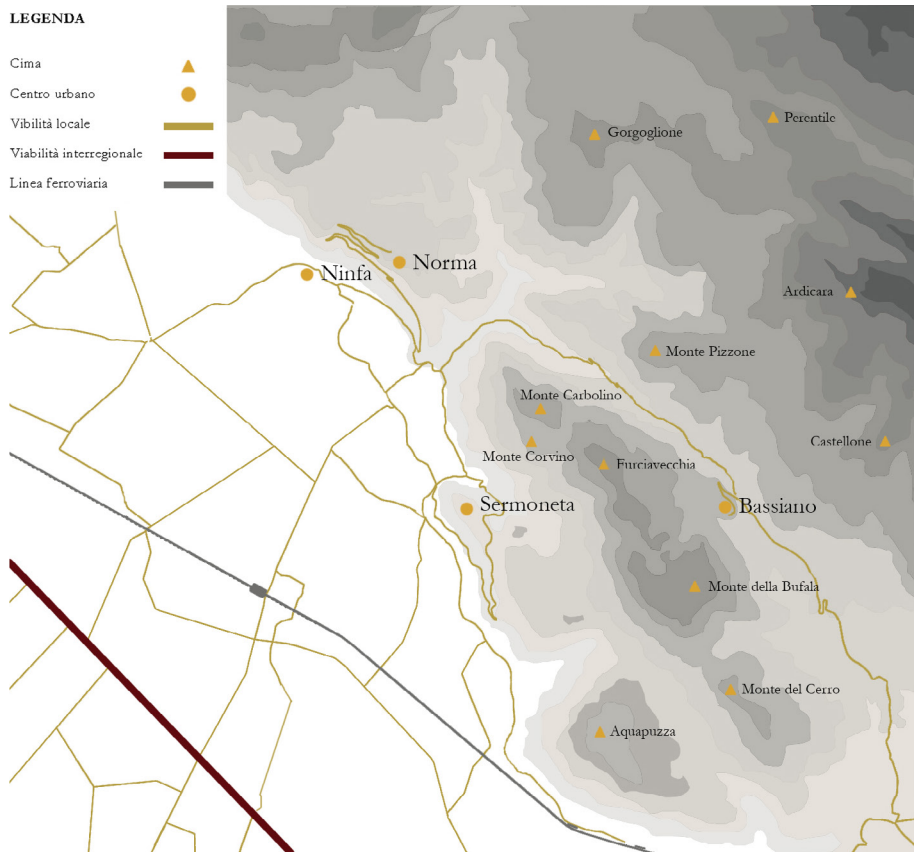 LEGENDA
Cima
Centro urbano
Vibilità locale
Viabilità interregionale
Linea ferroviaria
Perentile
Gorgoglione
Norma
Ninfa
Ardicara
Monte Pizzone
Monte Carbolino
Castellone
Monte Corvino
Furciavecchia
Sermoneta
Bassiano
Monte della Bufala
Monte del Cerro
Aquapuzza